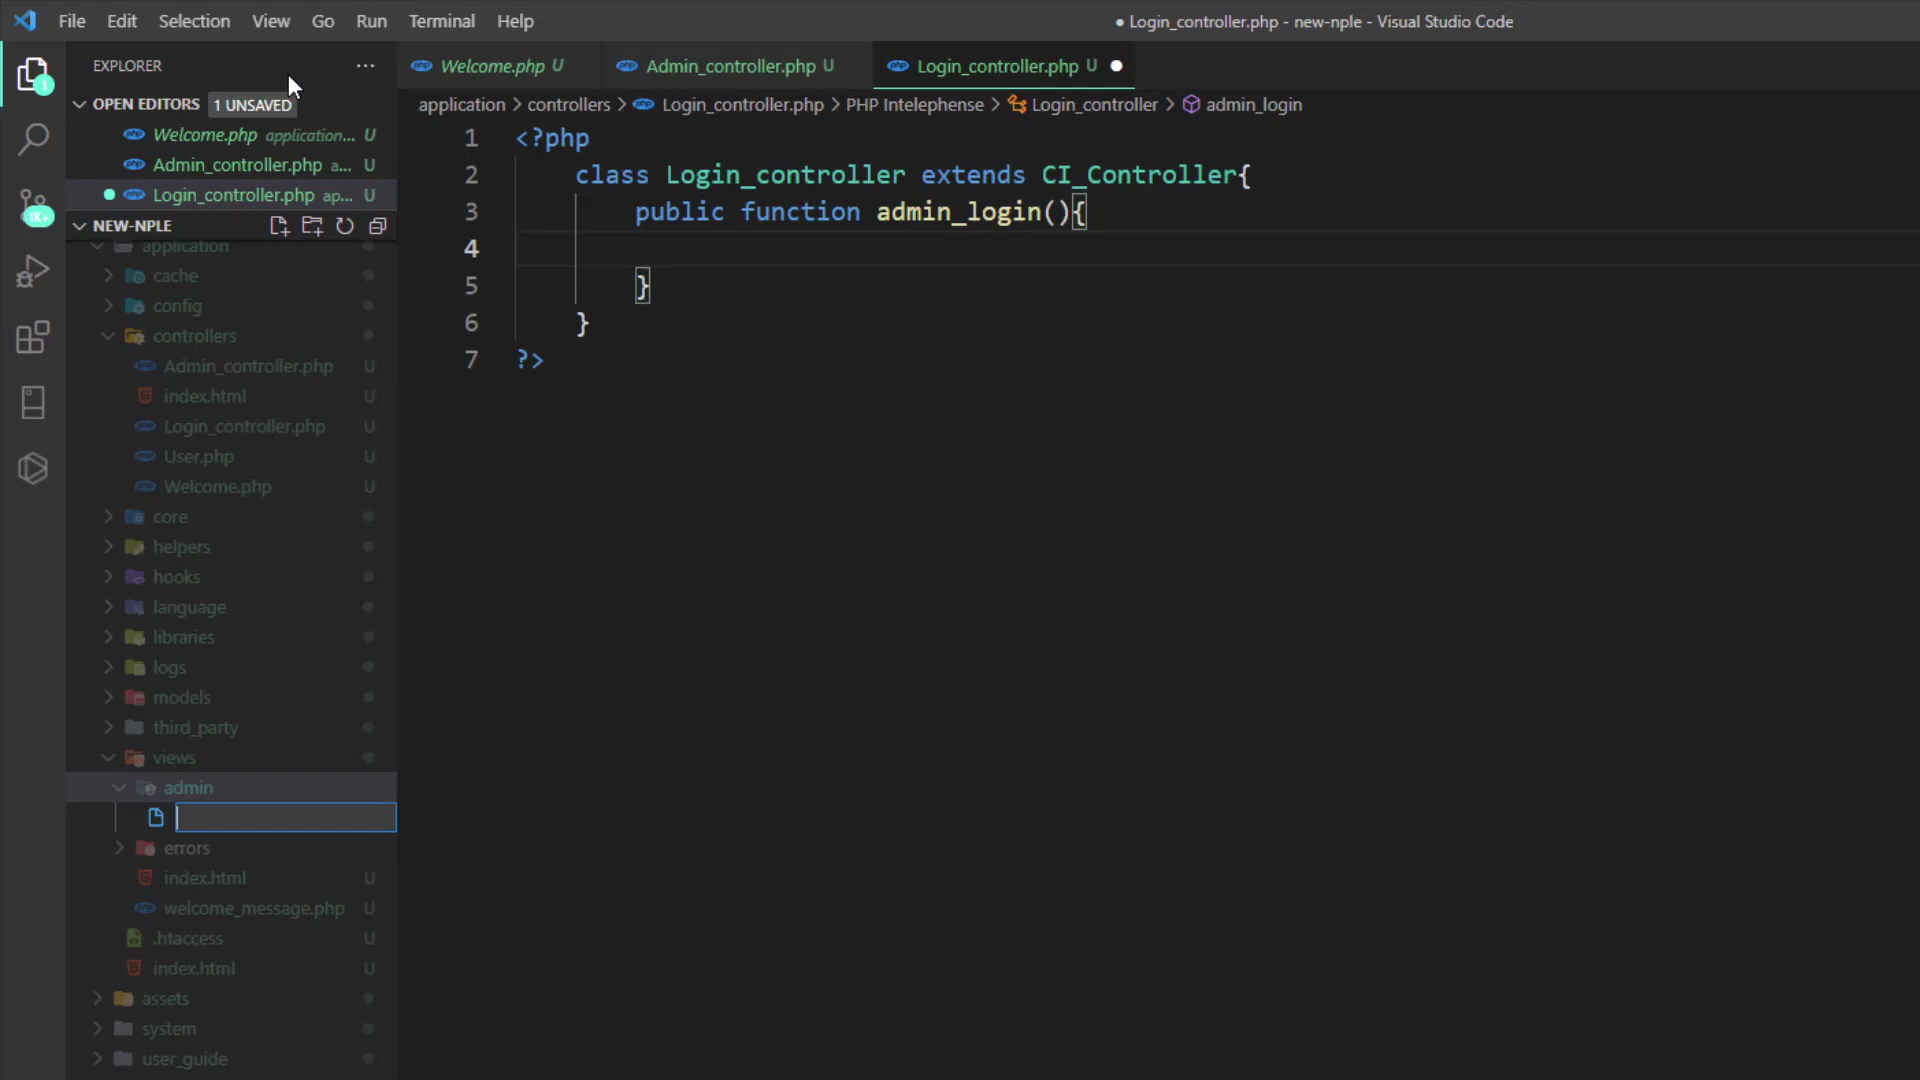 File Edit Selection View Go Run Terminal Help
● Login_controller.php - new-nple - Visual Studio Code
EXPLORER ...
OPEN EDITORS 1 UNSAVED
Welcome.php application... U
Admin_controller.php a... U
Login_controller.php ap... U
NEW-NPLE
application
cache
config
controllers
Admin_controller.php U
index.html U
Login_controller.php U
User.php U
Welcome.php U
core
helpers
hooks
language
libraries
logs
models
third_party
views
admin
errors
index.html U
welcome_message.php U
.htaccess U
index.html U
assets
system
user_guide
1
1K+
Welcome.php U
Admin_controller.php U
Login_controller.php U ●
application > controllers > Login_controller.php > PHP Intelephense > Login_controller > admin_login
1 <?php
2 class Login_controller extends CI_Controller{
3 public function admin_login(){
4
5 }
6 }
7 ?>